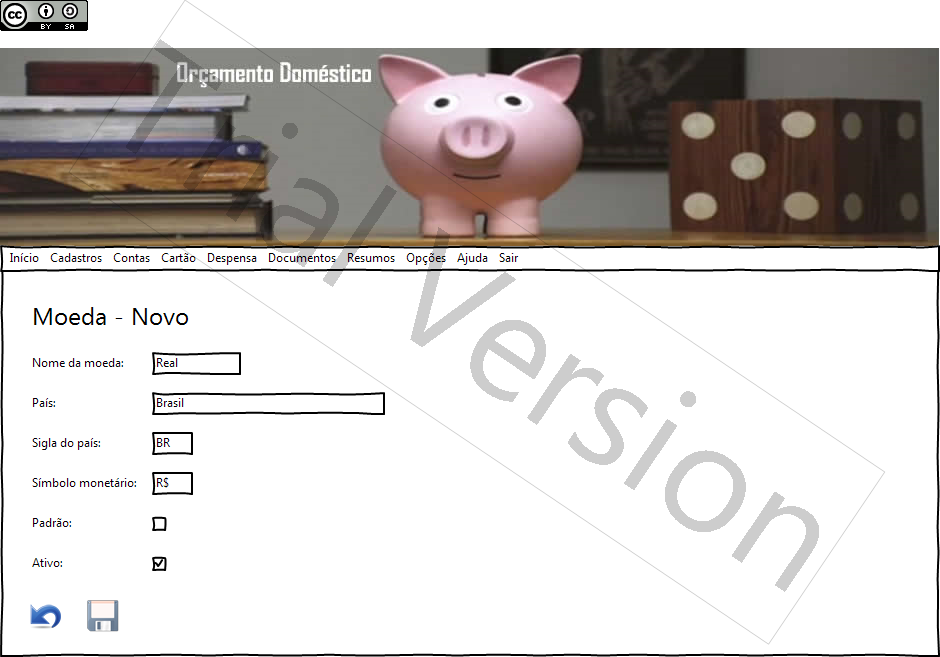 cc BY SA
Orçamento Doméstico
Início Cadastros Contas Cartão Despensa Documentos Resumos Opções Ajuda Sair
Moeda - Novo
Nome da moeda: Real
País: Brasil
Sigla do país: BR
Símbolo monetário: R$
Padrão:
Ativo:
Trial Version